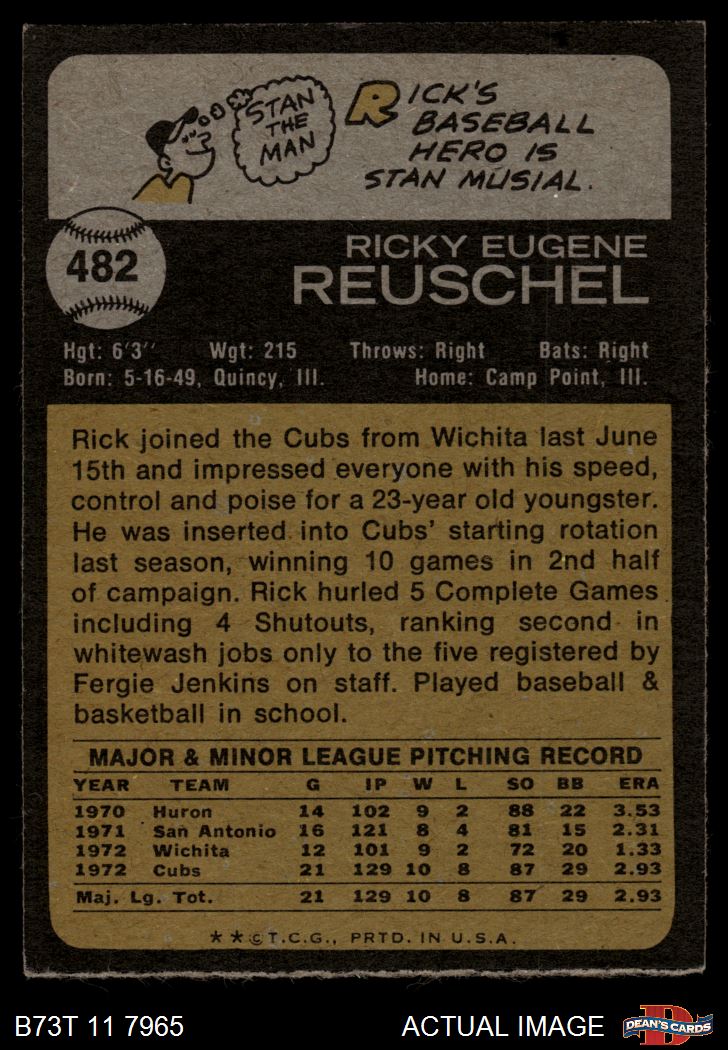 STAN
THE
MAN
RICK'S
BASEBALL
HERO IS
STAN MUSIAL.
482
RICKY EUGENE
REUSCHEL
Hgt: 6'3'' Wgt: 215 Throws: Right Bats: Right
Born: 5-16-49, Quincy, Ill. Home: Camp Point, Ill.
Rick joined the Cubs from Wichita last June
15th and impressed everyone with his speed,
control and poise for a 23-year old youngster.
He was inserted into Cubs' starting rotation
last season, winning 10 games in 2nd half
of campaign. Rick hurled 5 Complete Games
including 4 Shutouts, ranking second in
whitewash jobs only to the five registered by
Fergie Jenkins on staff. Played baseball &
basketball in school.
MAJOR & MINOR LEAGUE PITCHING RECORD
YEAR TEAM G IP W L SO BB ERA
1970 Huron 14 102 9 2 88 22 3.53
1971 San Antonio 16 121 8 4 81 15 2.31
1972 Wichita 12 101 9 2 72 20 1.33
1972 Cubs 21 129 10 8 87 29 2.93
Maj. Lg. Tot. 21 129 10 8 87 29 2.93
**©T.C.G., PRTD. IN U.S.A.
B73T 11 7965 ACTUAL IMAGE
D
DEAN'S CARDS